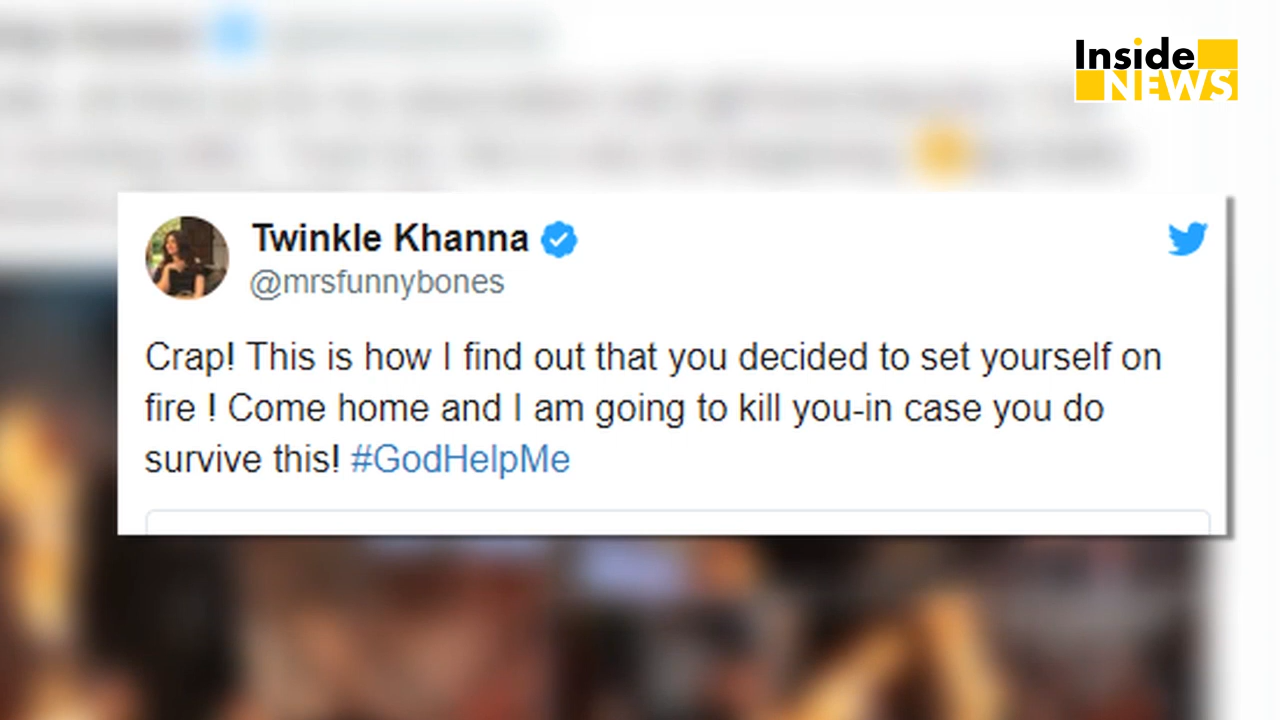 Inside
NEWS
Twinkle Khanna
@mrsfunnybones
Crap! This is how I find out that you decided to set yourself on
fire ! Come home and I am going to kill you-in case you do
survive this! #GodHelpMe